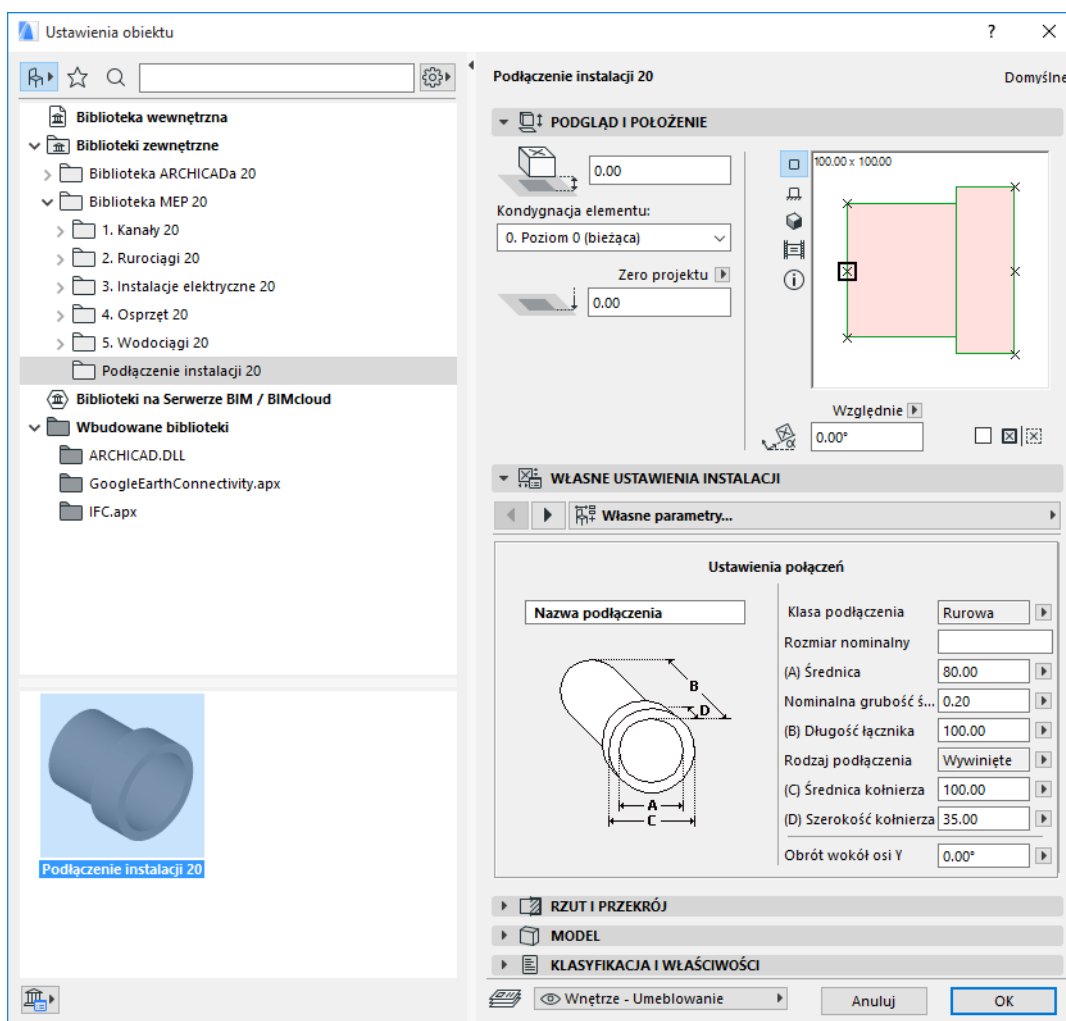 Ustawienia obiektu
?
Biblioteka wewnętrzna
Biblioteki zewnętrzne
Biblioteka ARCHICADa 20
Biblioteka MEP 20
1. Kanały 20
2. Rurociągi 20
3. Instalacje elektryczne 20
4. Osprzęt 20
5. Wodociągi 20
Podłączenie instalacji 20
Biblioteki na Serwerze BIM / BIMcloud
Wbudowane biblioteki
ARCHICAD.DLL
GoogleEarthConnectivity.apx
IFC.apx
Podłączenie instalacji 20
Podłączenie instalacji 20
Domyślne
PODGLĄD I POŁOŻENIE
0.00
Kondygnacja elementu:
0. Poziom 0 (bieżąca)
Zero projektu
0.00
100.00 x 100.00
Względnie
α
0.00°
WŁASNE USTAWIENIA INSTALACJI
Własne parametry...
Ustawienia połączeń
Nazwa podłączenia
B
D
A
C
Klasa podłączenia Rurowa
Rozmiar nominalny
(A) Średnica 80.00
Nominalna grubość ś... 0.20
(B) Długość łącznika 100.00
Rodzaj podłączenia Wywinięte
(C) Średnica kołnierza 100.00
(D) Szerokość kołnierza 35.00
Obrót wokół osi Y 0.00°
RZUT I PRZEKRÓJ
MODEL
KLASYFIKACJA I WŁAŚCIWOŚCI
Wnętrze - Umeblowanie
Anuluj
OK